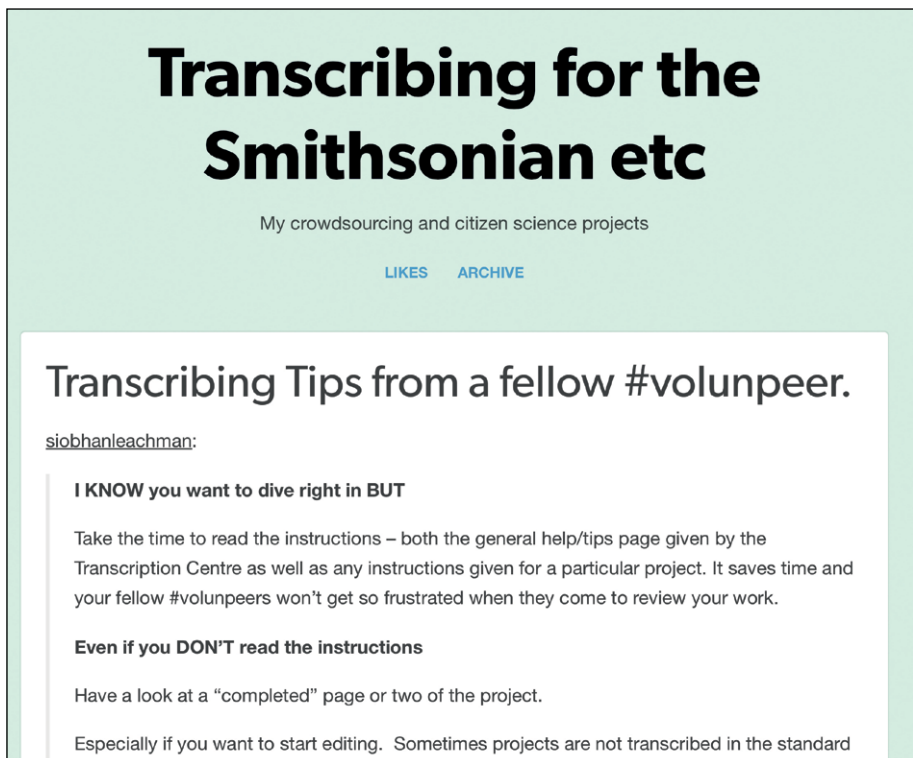 Transcribing for the
Smithsonian etc
My crowdsourcing and citizen science projects
LIKES ARCHIVE
Transcribing Tips from a fellow #volunpeer.
siobhanleachman:
I KNOW you want to dive right in BUT
Take the time to read the instructions – both the general help/tips page given by the
Transcription Centre as well as any instructions given for a particular project. It saves time and
your fellow #volunpeers won’t get so frustrated when they come to review your work.
Even if you DON’T read the instructions
Have a look at a “completed” page or two of the project.
Especially if you want to start editing.  Sometimes projects are not transcribed in the standard